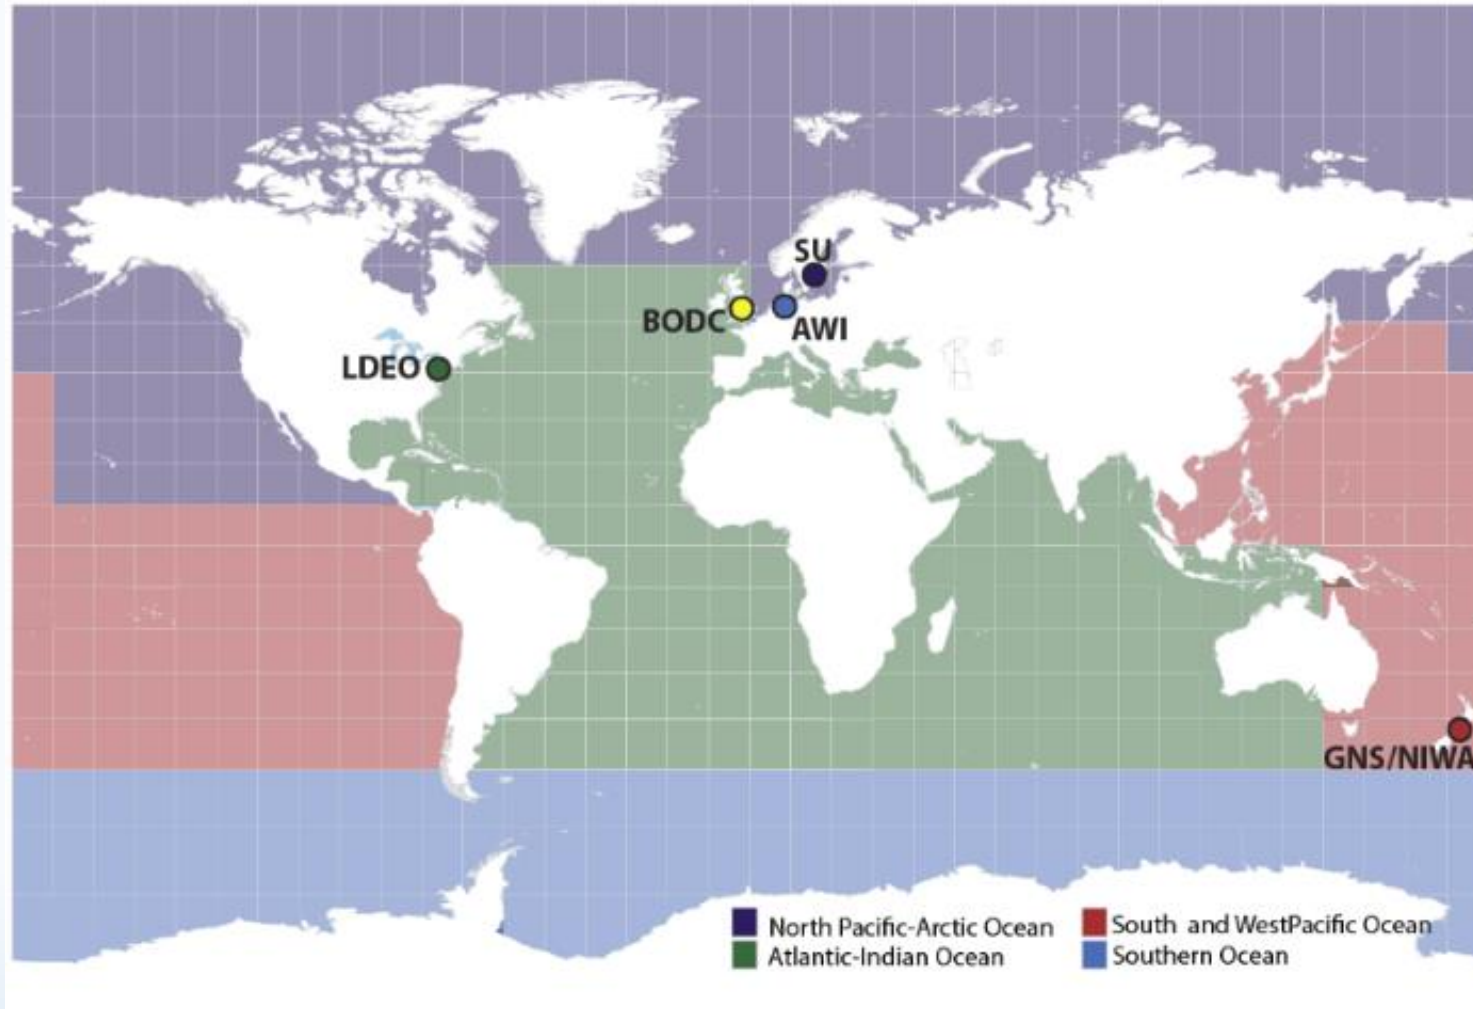 SU
BODC
AWI
LDEO
GNS/NIWA
North Pacific-Arctic Ocean
South and WestPacific Ocean
Atlantic-Indian Ocean
Southern Ocean